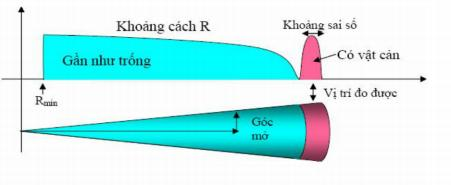 Khoảng cách R
Khoảng sai số
Gần như trống
Có vật cản
Rmin
Vị trí đo được
Góc
mở